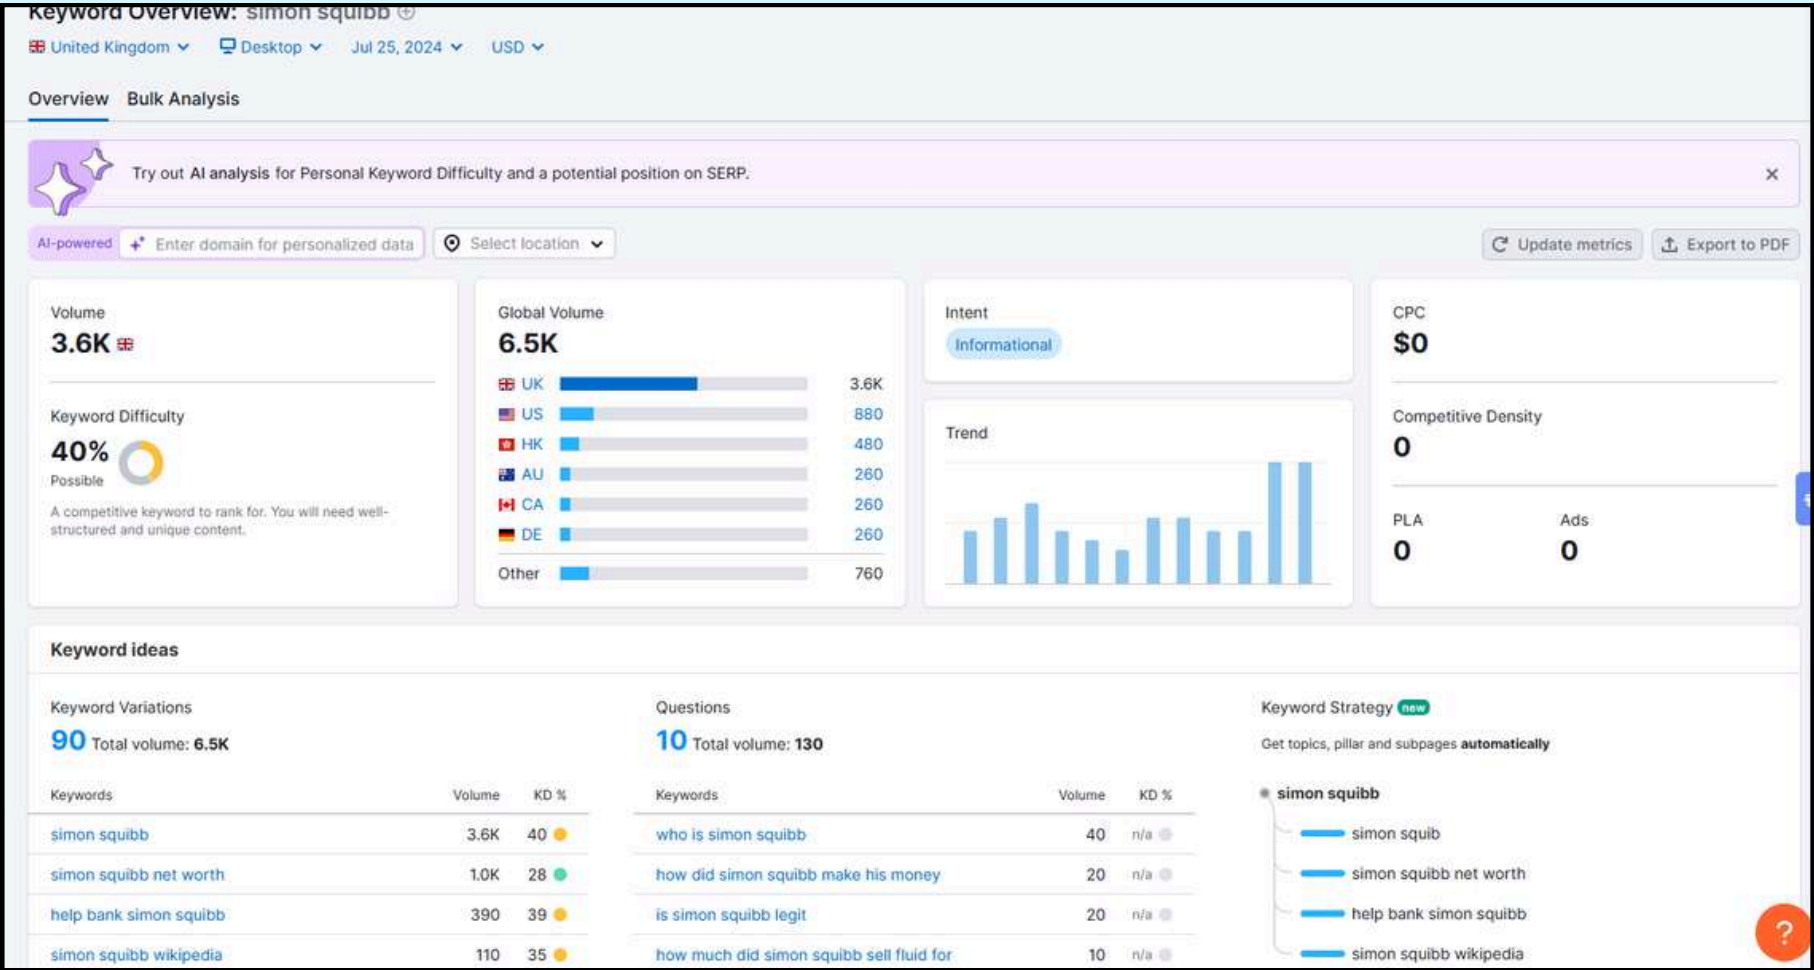 Keyword Overview: simon squibb
United Kingdom Desktop Jul 25, 2024 USD
Overview Bulk Analysis
Try out AI analysis for Personal Keyword Difficulty and a potential position on SERP.
AI-powered Enter domain for personalized data Select location Update metrics Export to PDF
Volume
3.6K
Keyword Difficulty
40%
Possible
A competitive keyword to rank for. You will need well-
structured and unique content.
Global Volume
6.5K
UK 3.6K
US 880
HK 480
AU 260
CA 260
DE 260
Other 760
Intent
Informational
Trend
CPC
$0
Competitive Density
0
PLA Ads
0 0
Keyword ideas
Keyword Variations
90 Total volume: 6.5K
Keywords Volume KD %
simon squibb 3.6K 40
simon squibb net worth 1.0K 28
help bank simon squibb 390 39
simon squibb wikipedia 110 35
Questions
10 Total volume: 130
Keywords Volume KD %
who is simon squibb 40 n/a
how did simon squibb make his money 20 n/a
is simon squibb legit 20 n/a
how much did simon squibb sell fluid for 10 n/a
Keyword Strategy new
Get topics, pillar and subpages automatically
simon squibb
simon squib
simon squibb net worth
help bank simon squibb
simon squibb wikipedia
?